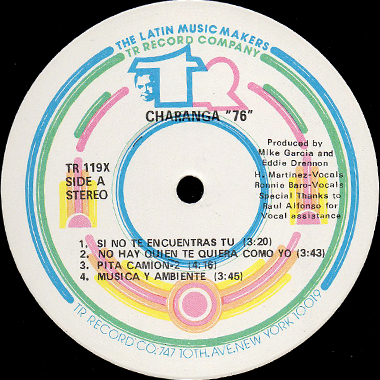 THE LATIN MUSIC MAKERS
TR RECORD COMPANY
TR
CHARANGA "76"
TR 119X
SIDE A
STEREO
Produced by
Mike Garcia and
Eddie Drennon
H. Martinez-Vocals
Ronnie Baro-Vocals
Special Thanks to
Raul Alfonso for
Vocal assistance
1. SI NO TE ENCUENTRAS TU (3:20)
2. NO HAY QUIEN TE QUIERA COMO YO (3:43)
3. PITA CAMION-2 (4:16)
4. MUSICA Y AMBIENTE (3:45)
T.R. RECORD CO. 747 10TH. AVE. NEW YORK 10019